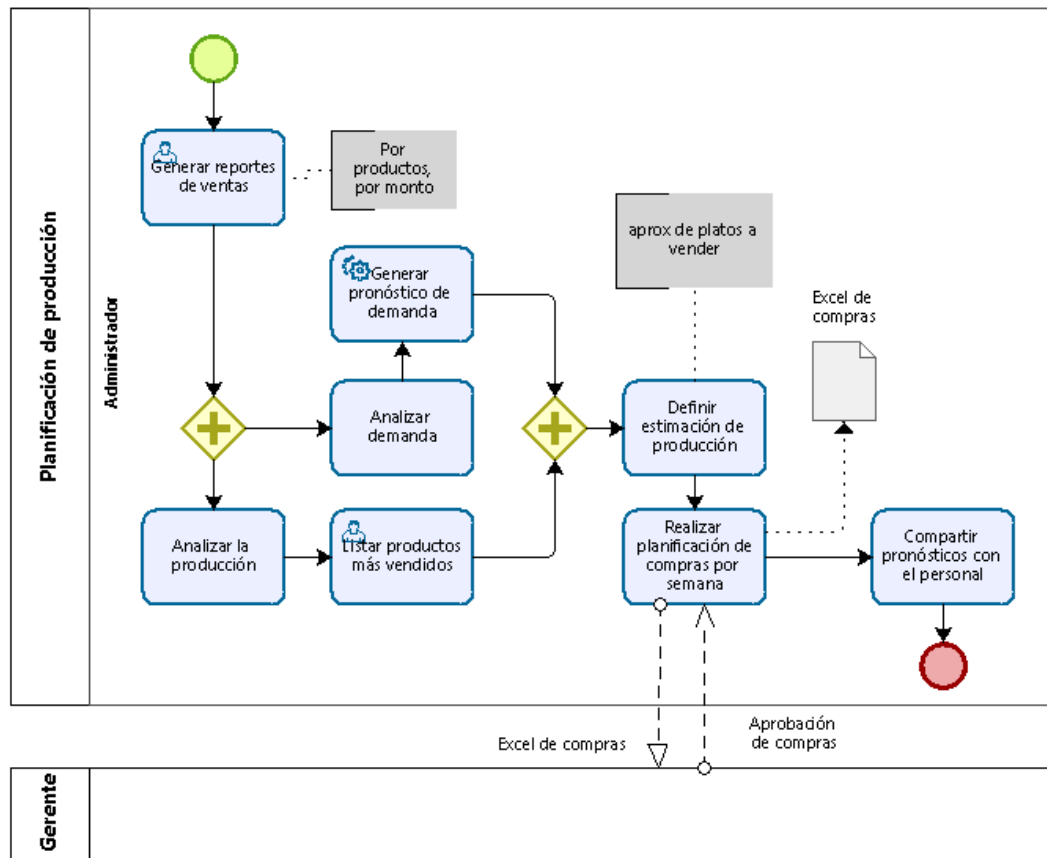 Planificación de producción
Administrador
Generar reportes
de ventas
Por
productos,
por monto
Generar
pronóstico de
demanda
aprox de platos a
vender
Excel de
compras
Analizar
demanda
Definir
estimación de
producción
Analizar la
producción
Listar productos
más vendidos
Realizar
planificación de
compras por
semana
Compartir
pronósticos con
el personal
Excel de compras
Aprobación
de compras
Gerente